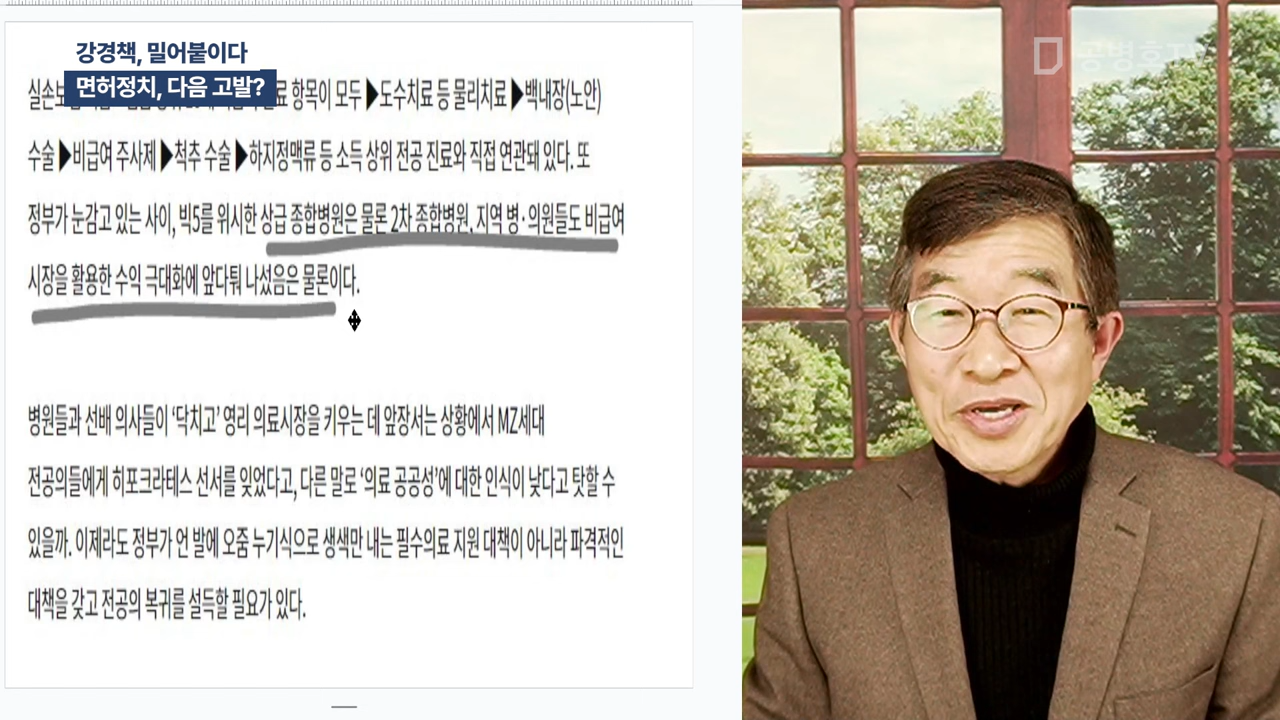 강경책, 밀어붙이다
면허정치, 다음 고발?
공병호TV
실손보 항목이 모두 ▶도수치료 등 물리치료 ▶백내장(노안)
수술 ▶비급여 주사제 ▶척추 수술 ▶하지정맥류 등 소득 상위 전공 진료와 직접 연관돼 있다. 또
정부가 눈감고 있는 사이, 빅5를 위시한 상급 종합병원은 물론 2차 종합병원, 지역 병·의원들도 비급여
시장을 활용한 수익 극대화에 앞다퉈 나섰음은 물론이다.
병원들과 선배 의사들이 ‘닥치고’ 영리 의료시장을 키우는 데 앞장서는 상황에서 MZ세대
전공의들에게 히포크라테스 선서를 잊었다고, 다른 말로 ‘의료 공공성’에 대한 인식이 낮다고 탓할 수
있을까. 이제라도 정부가 언 발에 오줌 누기식으로 생색만 내는 필수의료 지원 대책이 아니라 파격적인
대책을 갖고 전공의 복귀를 설득할 필요가 있다.